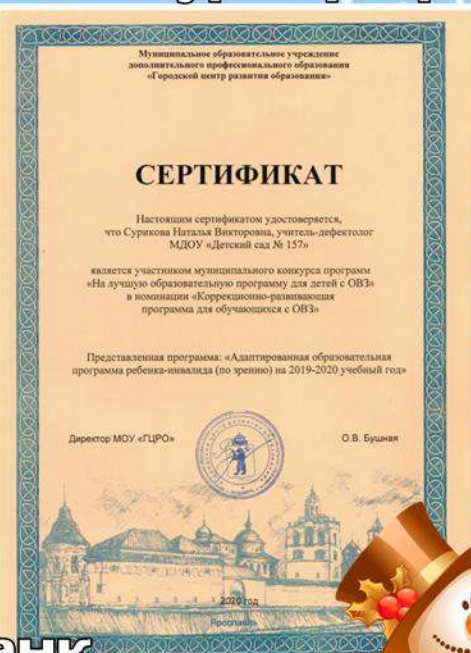 Муниципальное образовательное учреждение
дополнительного профессионального образования
«Городской центр развития образования»
СЕРТИФИКАТ
Настоящим сертификатом удостоверяется,
что Сурикова Наталья Викторовна, учитель-дефектолог
МДОУ «Детский сад № 157»
является участником муниципального конкурса программ
«На лучшую образовательную программу для детей с ОВЗ»
в номинации «Коррекционно-развивающая
программа для обучающихся с ОВЗ»
Представленная программа: «Адаптированная образовательная
программа ребенка-инвалида (по зрению) на 2019-2020 учебный год»
Директор МОУ «ГЦРО»
О.В. Бушная
2020 год
Ярославль